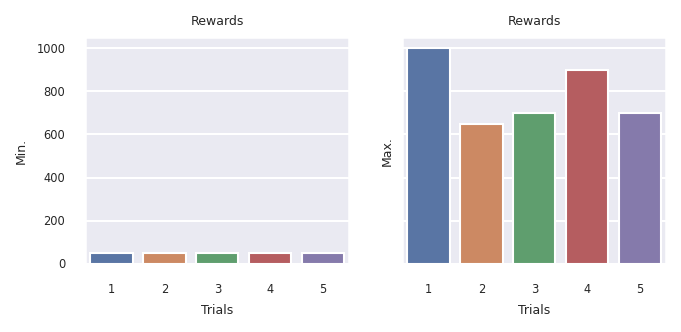 Rewards
Rewards
1000
800
600
400
200
0
Min.
Max.
1 2 3 4 5
1 2 3 4 5
Trials
Trials